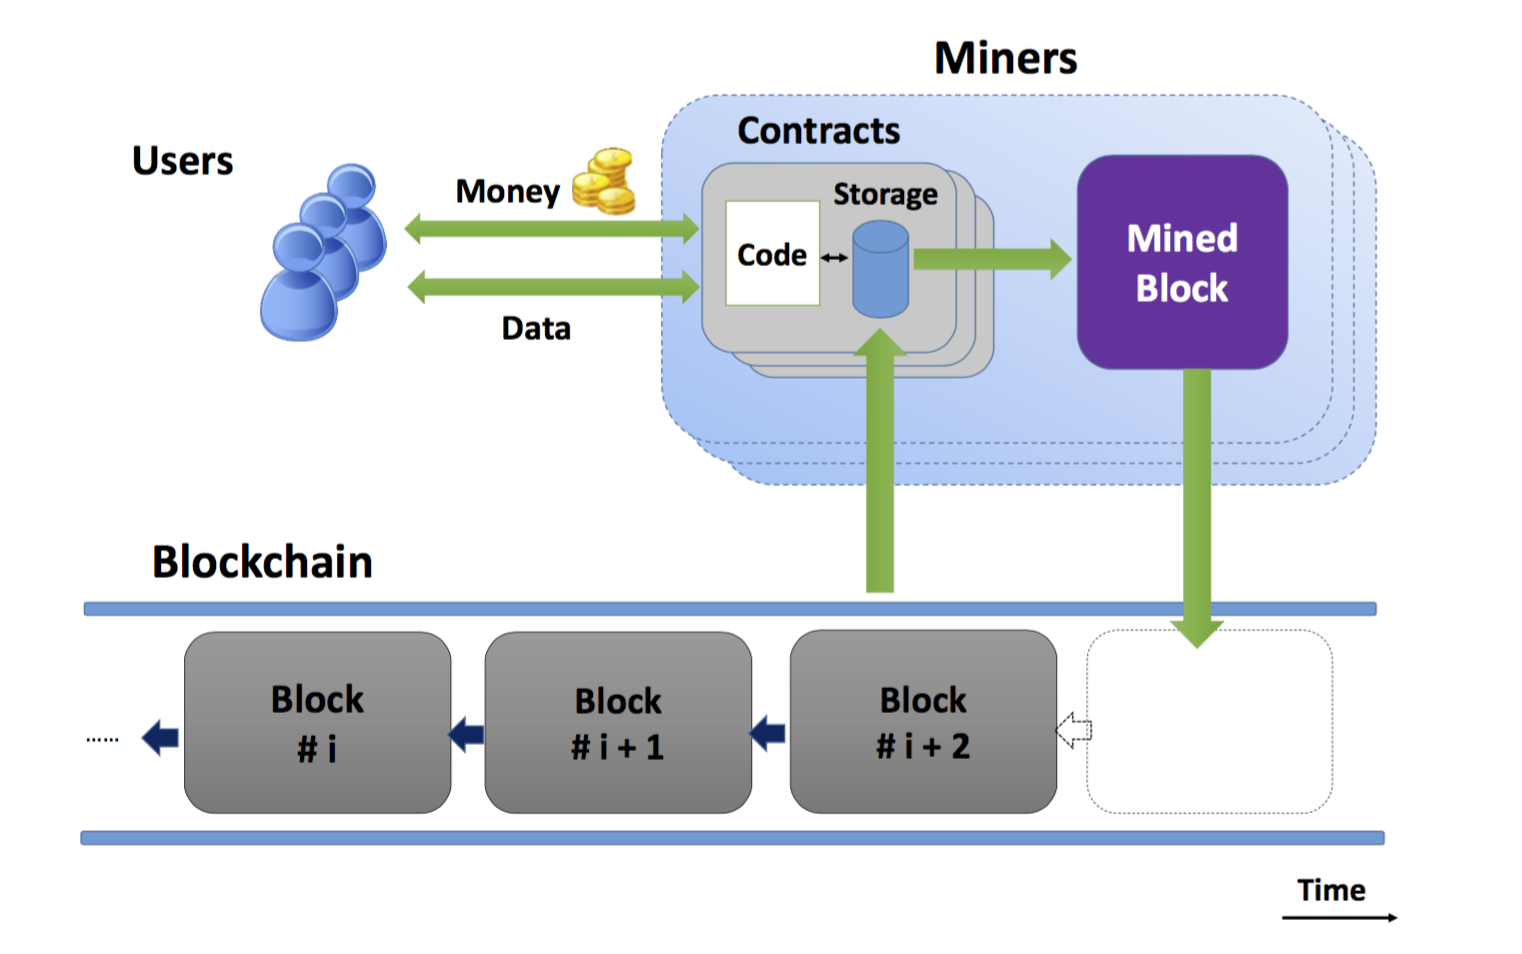 Miners
Contracts
Users
Money
Storage
Code
Mined
Block
Data
Blockchain
......
Block
# i
Block
# i + 1
Block
# i + 2
Time